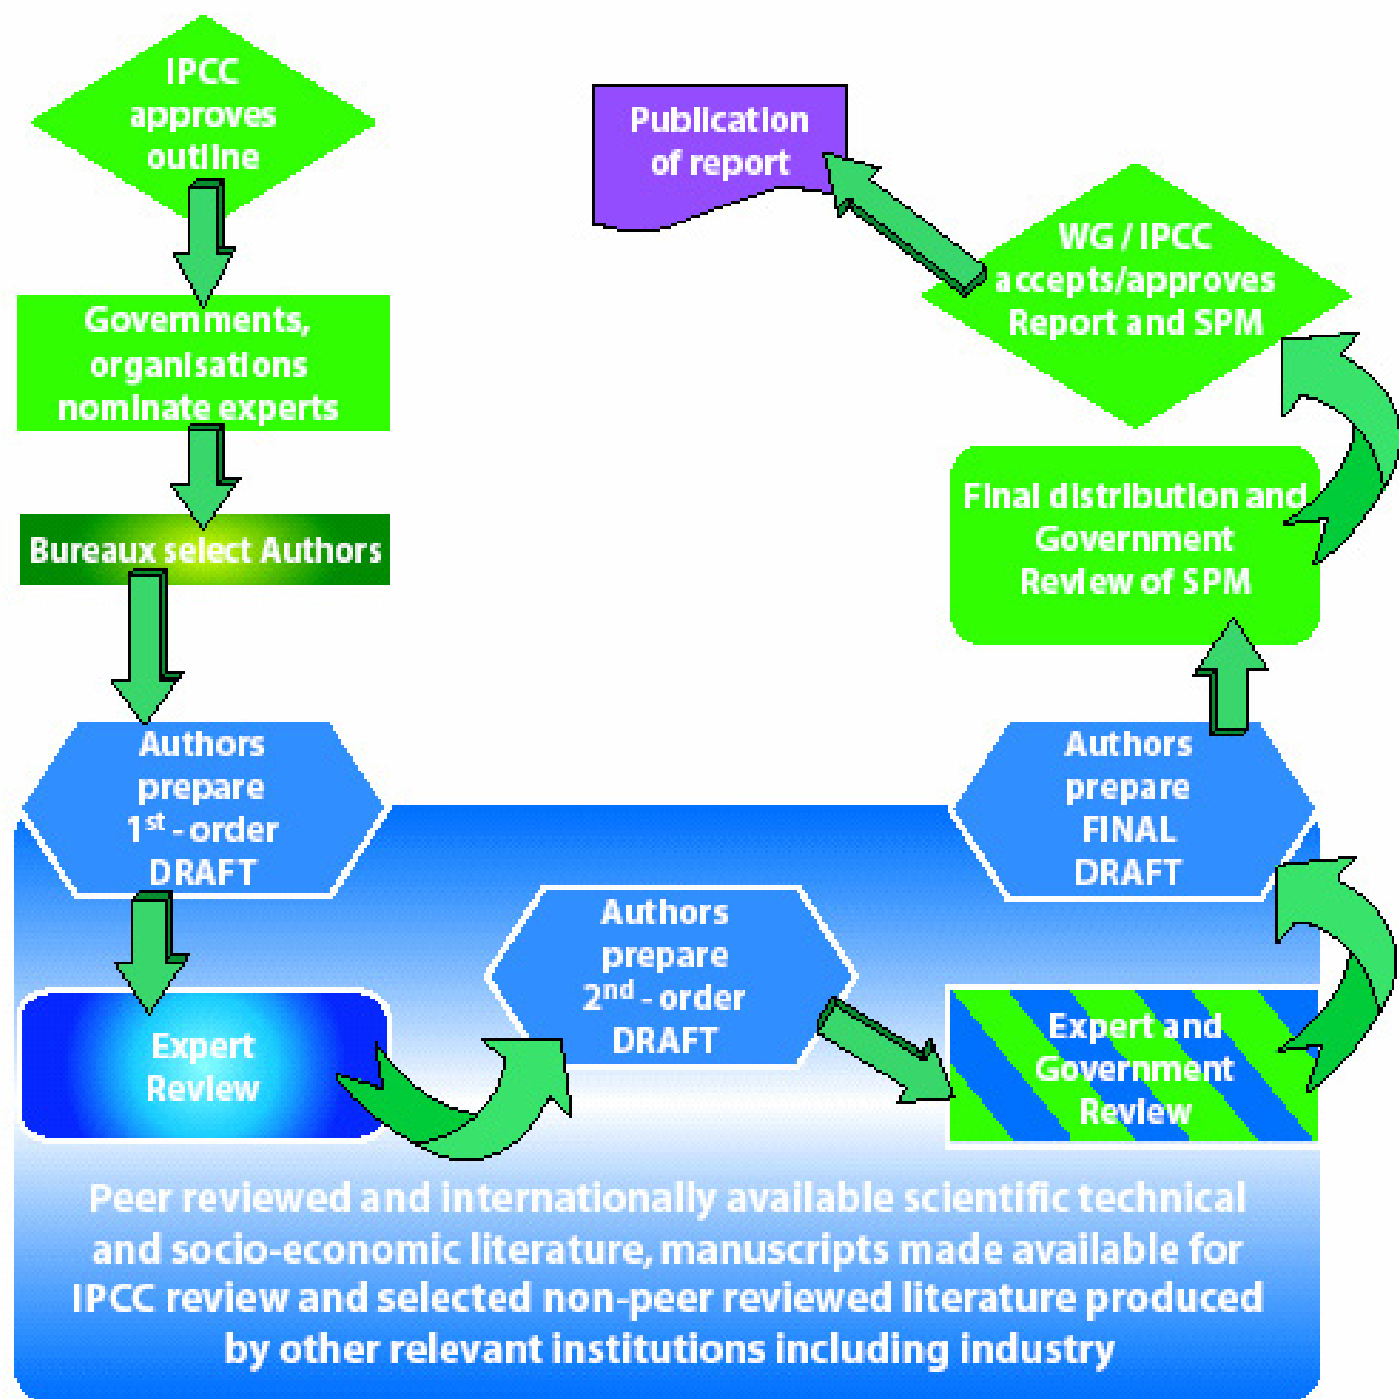 IPCC
approves
outline
Governments,
organisations
nominate experts
Bureaux select Authors
Authors
prepare
1st - order
DRAFT
Expert
Review
Authors
prepare
2nd - order
DRAFT
Expert and
Government
Review
Authors
prepare
FINAL
DRAFT
Final distribution and
Government
Review of SPM
WG / IPCC
accepts/approves
Report and SPM
Publication
of report
Peer reviewed and internationally available scientific technical
and socio-economic literature, manuscripts made available for
IPCC review and selected non-peer reviewed literature produced
by other relevant institutions including industry